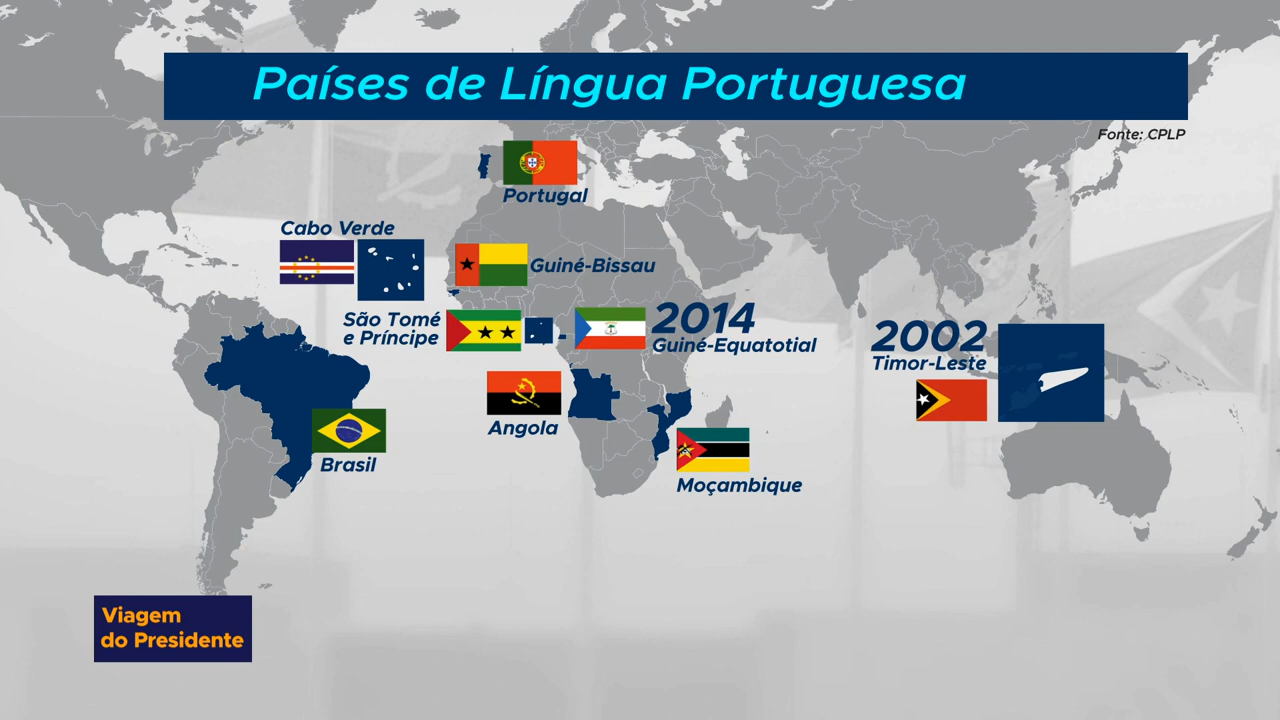 Países de Língua Portuguesa
Fonte: CPLP
Portugal
Cabo Verde
Guiné-Bissau
São Tomé
e Príncipe
2014
Guiné-Equatotial
2002
Timor-Leste
Angola
Brasil
Moçambique
Viagem
do Presidente